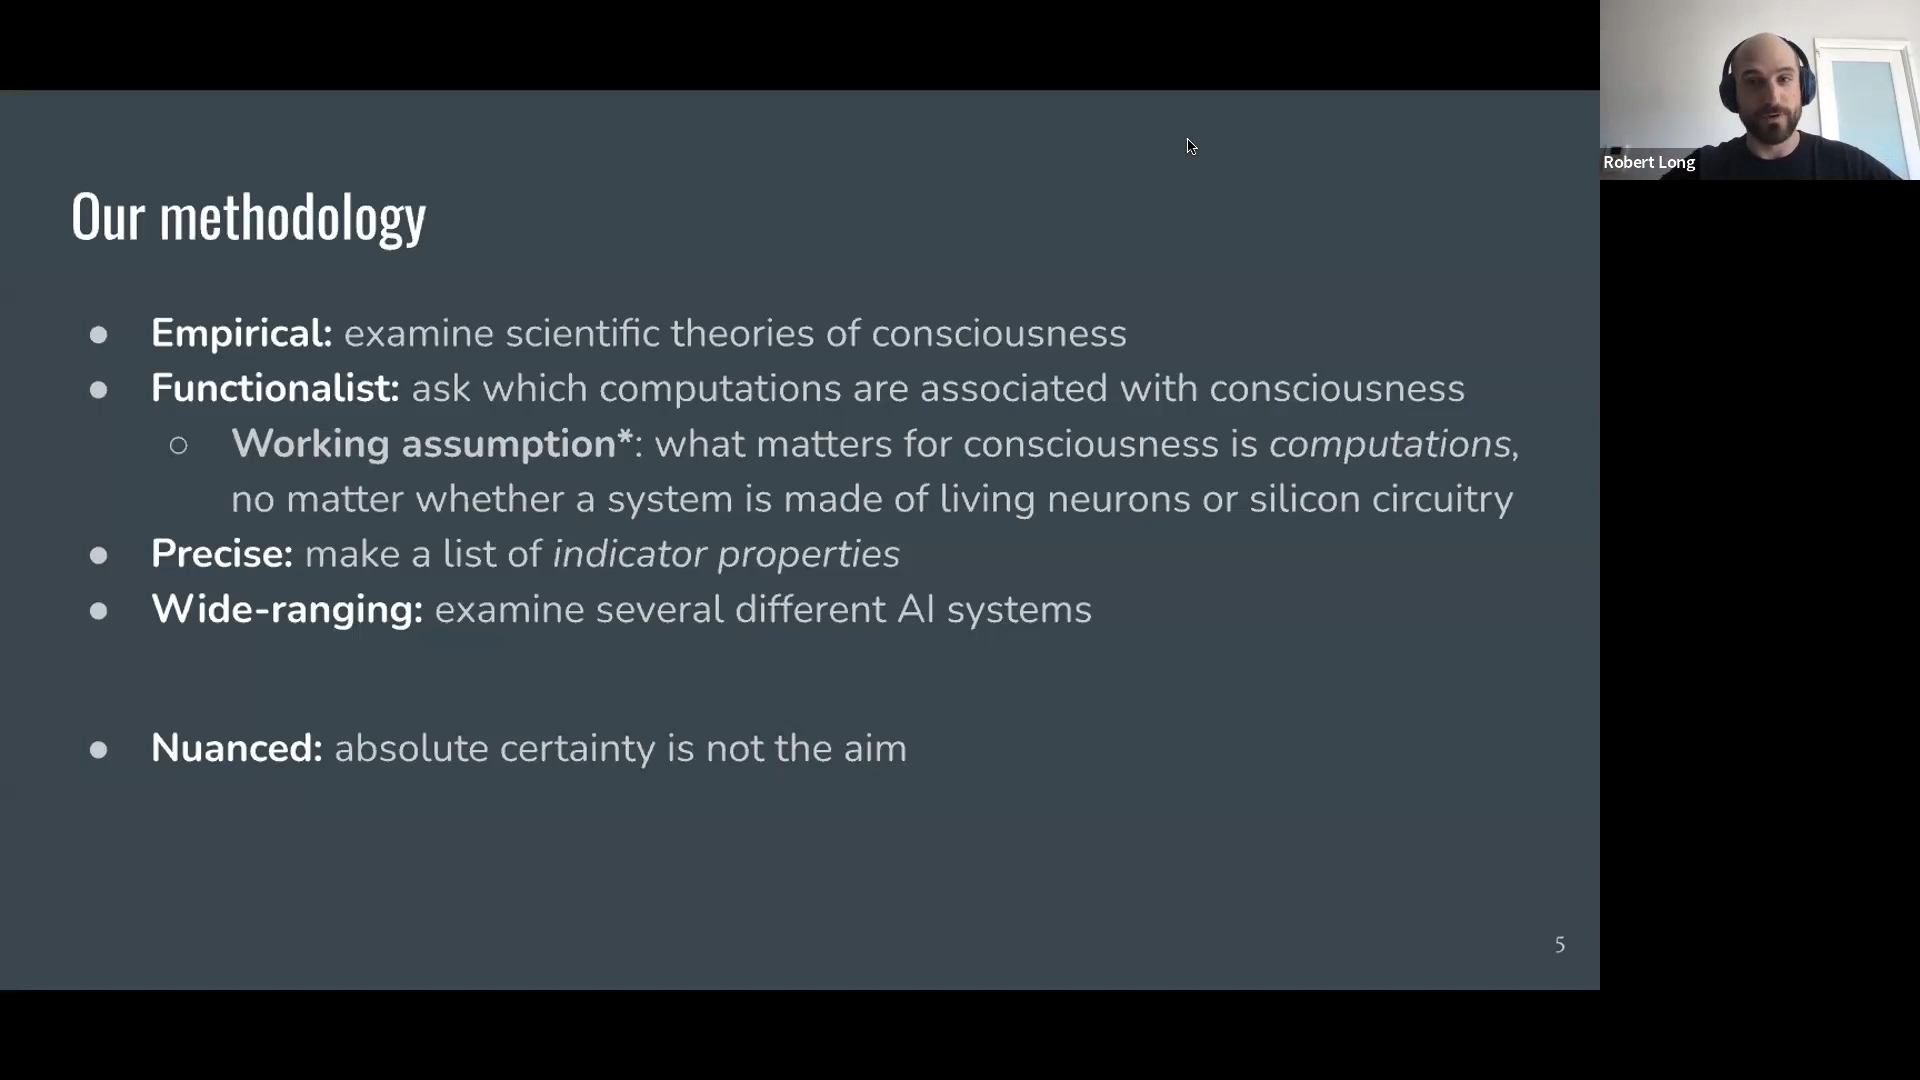 Robert Long
Our methodology
● Empirical: examine scientific theories of consciousness
● Functionalist: ask which computations are associated with consciousness
○ Working assumption*: what matters for consciousness is computations,
no matter whether a system is made of living neurons or silicon circuitry
● Precise: make a list of indicator properties
● Wide-ranging: examine several different AI systems
● Nuanced: absolute certainty is not the aim
5